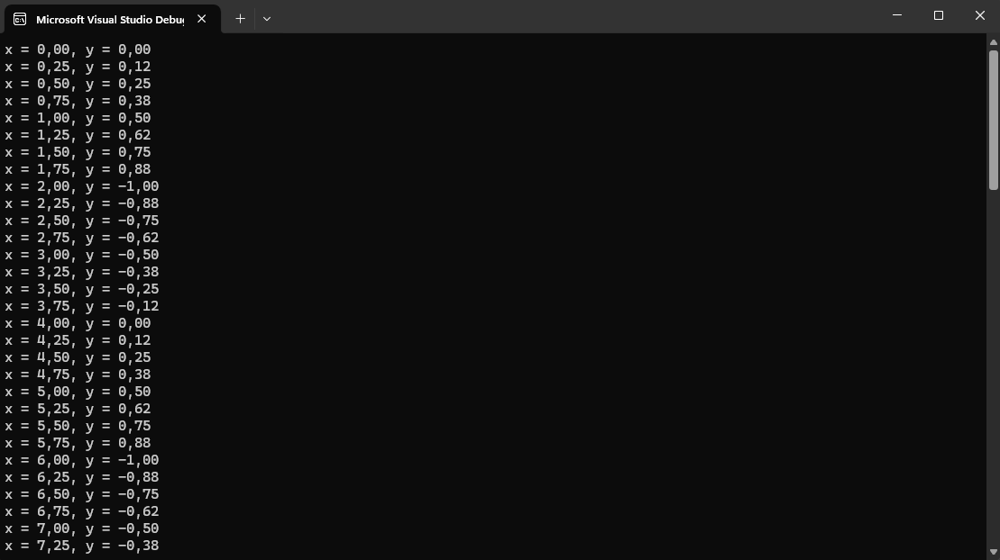 Microsoft Visual Studio Debug
x = 0,00, y = 0,00
x = 0,25, y = 0,12
x = 0,50, y = 0,25
x = 0,75, y = 0,38
x = 1,00, y = 0,50
x = 1,25, y = 0,62
x = 1,50, y = 0,75
x = 1,75, y = 0,88
x = 2,00, y = -1,00
x = 2,25, y = -0,88
x = 2,50, y = -0,75
x = 2,75, y = -0,62
x = 3,00, y = -0,50
x = 3,25, y = -0,38
x = 3,50, y = -0,25
x = 3,75, y = -0,12
x = 4,00, y = 0,00
x = 4,25, y = 0,12
x = 4,50, y = 0,25
x = 4,75, y = 0,38
x = 5,00, y = 0,50
x = 5,25, y = 0,62
x = 5,50, y = 0,75
x = 5,75, y = 0,88
x = 6,00, y = -1,00
x = 6,25, y = -0,88
x = 6,50, y = -0,75
x = 6,75, y = -0,62
x = 7,00, y = -0,50
x = 7,25, y = -0,38